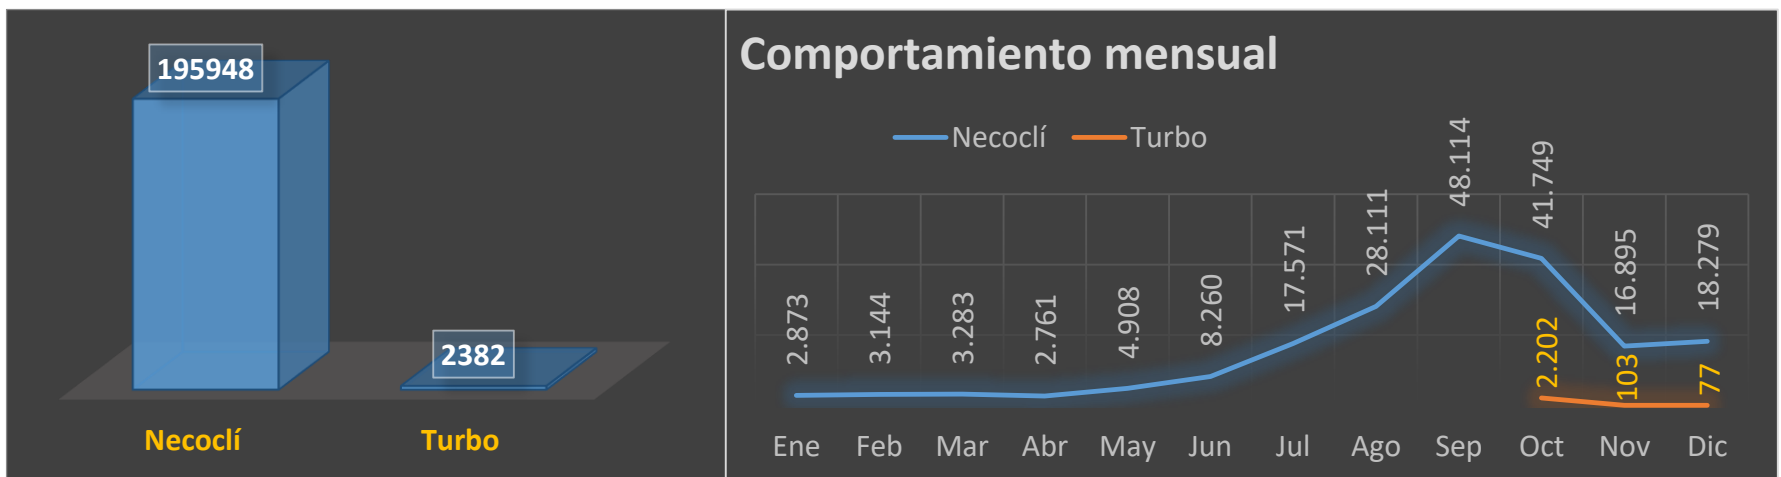 195948
2382
Necoclí Turbo
Comportamiento mensual
Necoclí Turbo
2.873 3.144 3.283 2.761 4.908 8.260 17.571 28.111 48.114 41.749 16.895 18.279
2.202 103 77
Ene Feb Mar Abr May Jun Jul Ago Sep Oct Nov Dic